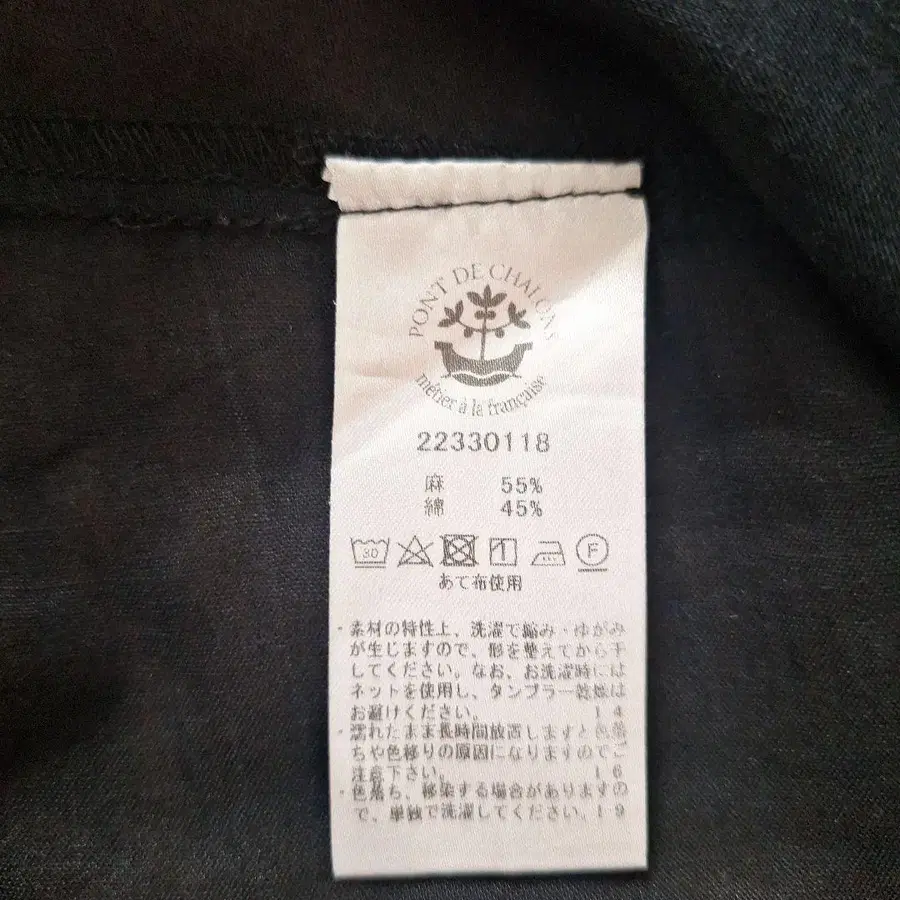 PONT DE CHALONS
métier à la française
22330118
麻 55%
綿 45%
30 F
あて布使用
・素材の特性上、洗濯で縮み・ゆがみ
が生じますので、形を整えてから干
してください。なお、お洗濯時には
ネットを使用し、タンブラー乾燥は
お避けください。 14
・濡れたまま長時間放置しますと色落
ちや色移りの原因になりますのでご
注意下さい。 16
・色落ち、移染する場合がありますの
で、単独で洗濯してください。19